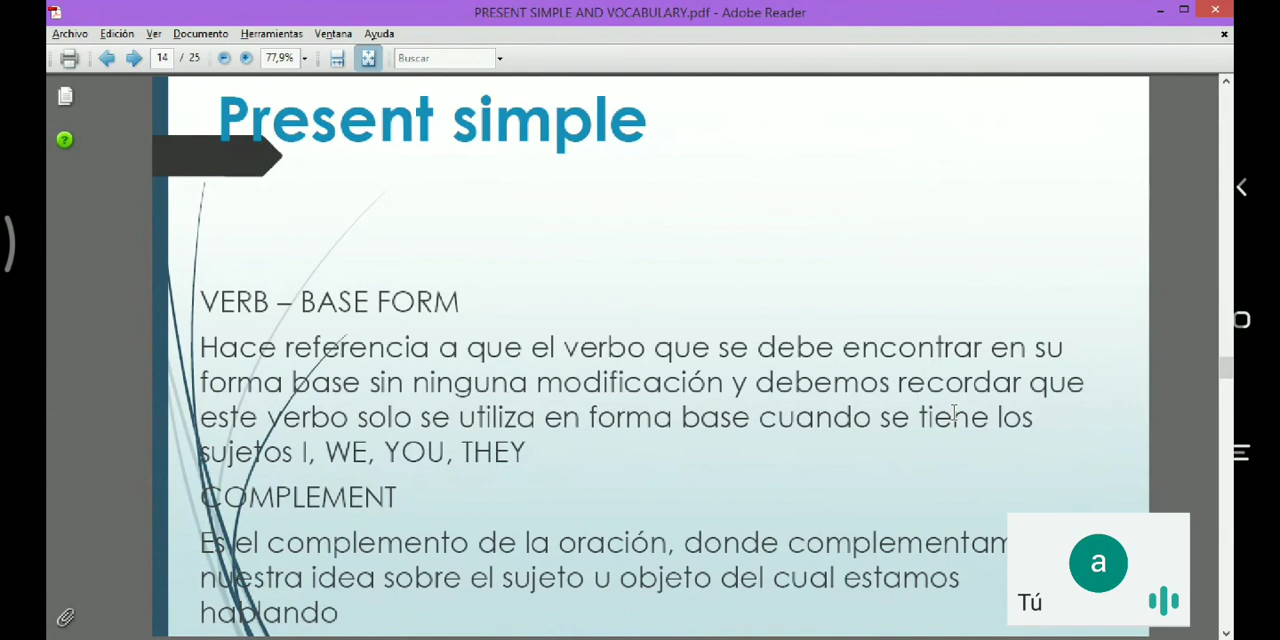 PRESENT SIMPLE AND VOCABULARY.pdf - Adobe Reader
Archivo Edición Ver Documento Herramientas Ventana Ayuda
14 / 25 77,9% Buscar
Present simple
VERB – BASE FORM
Hace referencia a que el verbo que se debe encontrar en su
forma base sin ninguna modificación y debemos recordar que
este verbo solo se utiliza en forma base cuando se tiene los
sujetos I, WE, YOU, THEY
COMPLEMENT
Es el complemento de la oración, donde complementam
nuestra idea sobre el sujeto u objeto del cual estamos
hablando
a
Tú